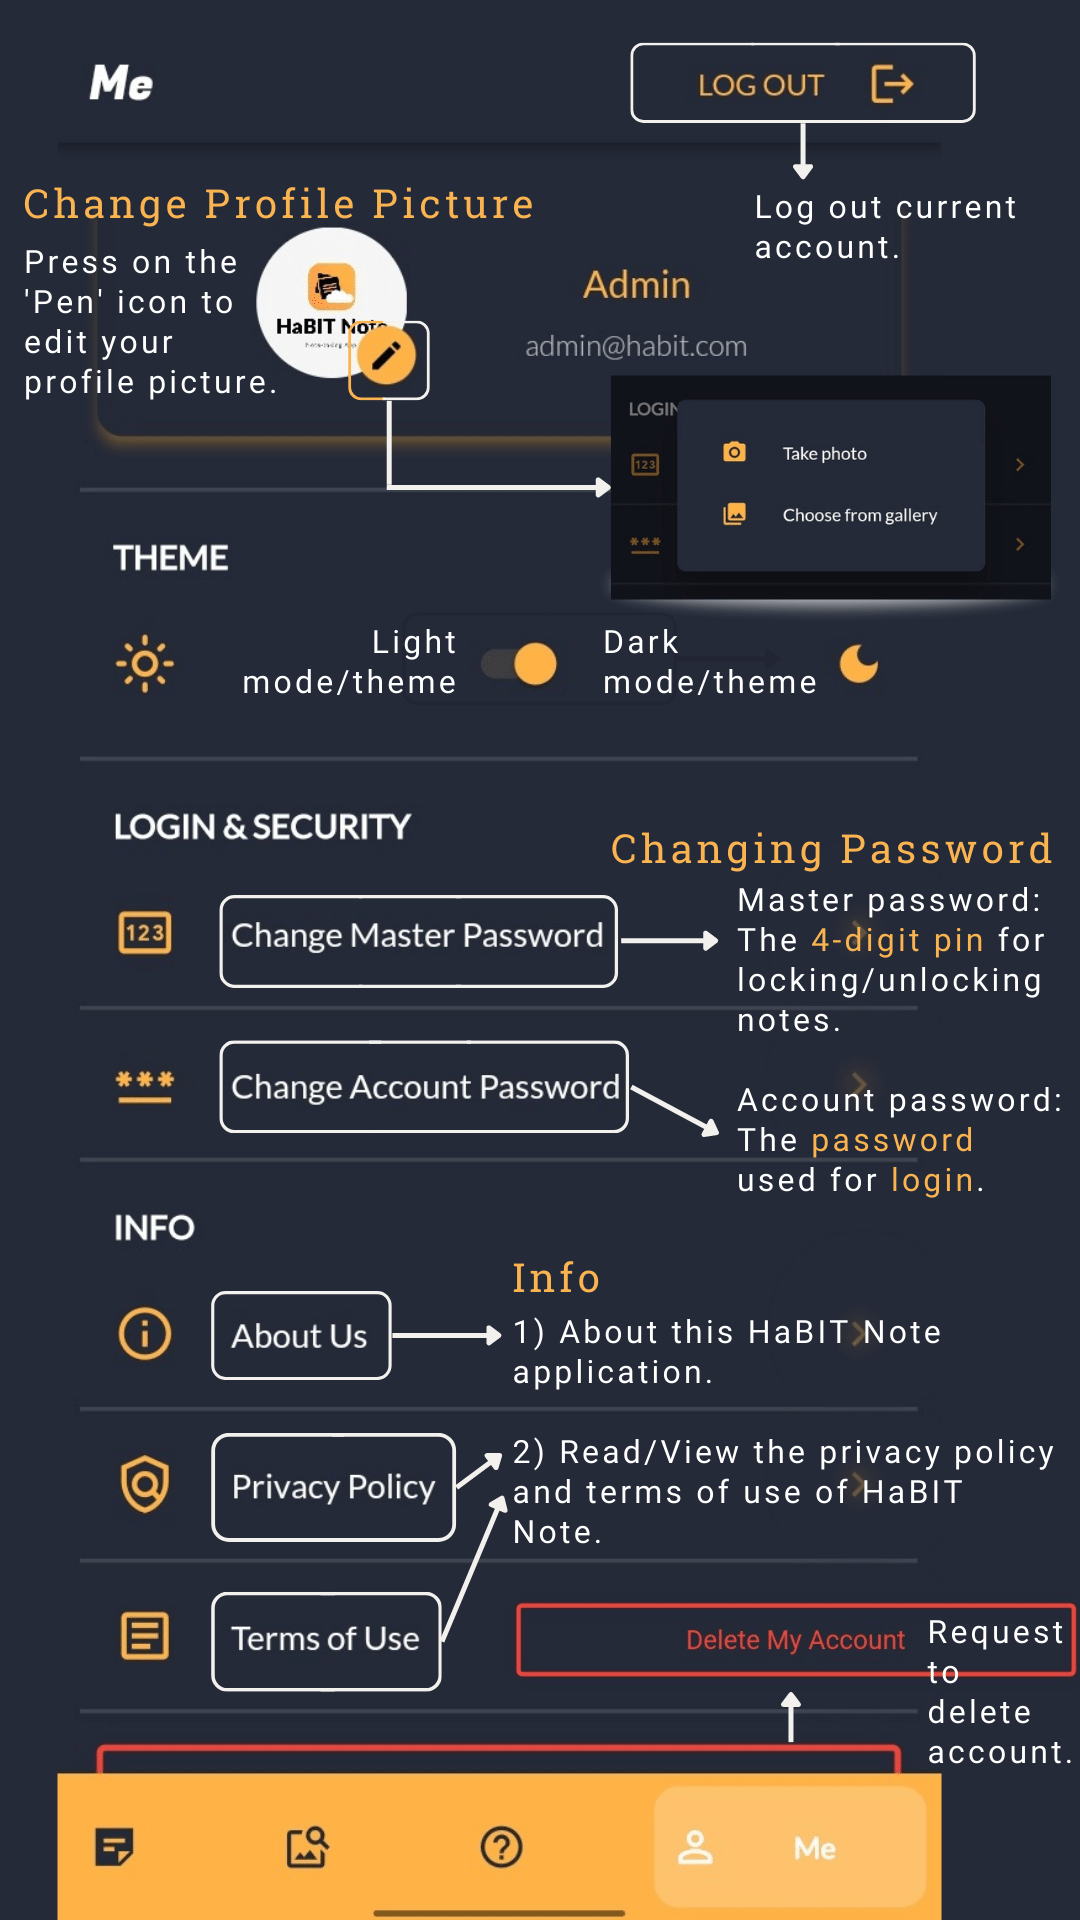 Me
LOG OUT
Log out current
account.
Change Profile Picture
Press on the
'Pen' icon to
edit your
profile picture.
HaBIT Note
Admin
admin@habit.com
LOGIN
123
Take photo
Choose from gallery
***
THEME
Light
mode/theme
Dark
mode/theme
LOGIN & SECURITY
Changing Password
123
Change Master Password
Master password:
The 4-digit pin for
locking/unlocking
notes.
***
Change Account Password
Account password:
The password
used for login.
INFO
Info
About Us
1) About this HaBIT Note
application.
Privacy Policy
2) Read/View the privacy policy
and terms of use of HaBIT
Note.
Terms of Use
Delete My Account
Request
to
delete
account.
Me